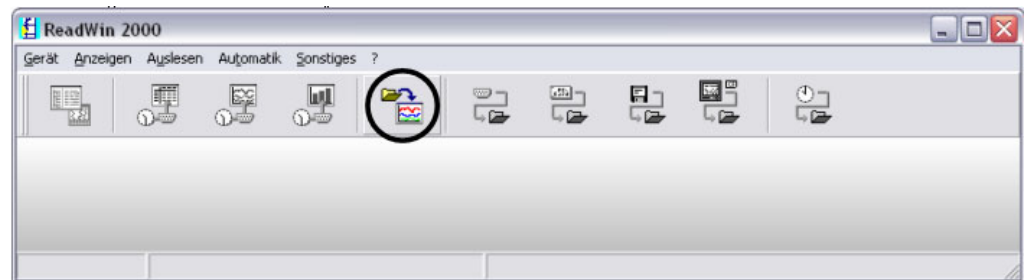 ReadWin 2000
Gerät Anzeigen Auslesen Automatik Sonstiges ?